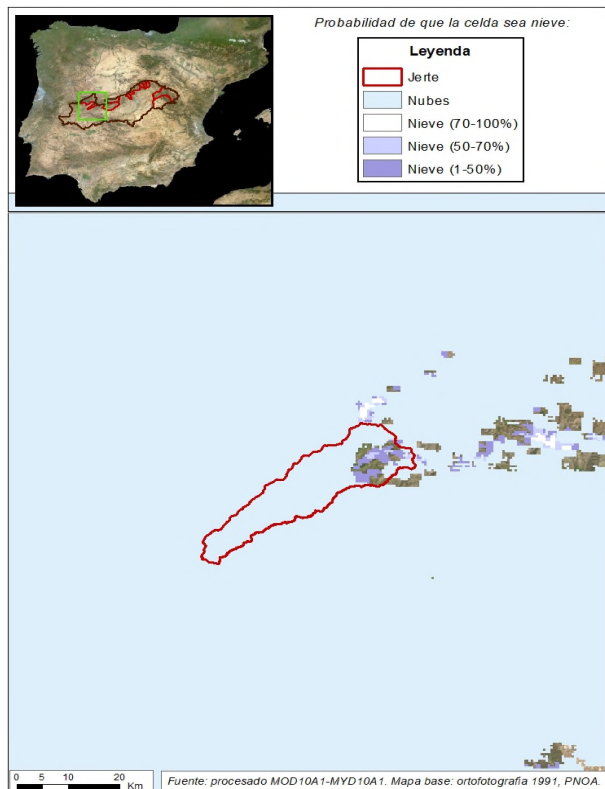 Probabilidad de que la celda sea nieve:
Leyenda
Jerte
Nubes
Nieve (70-100%)
Nieve (50-70%)
Nieve (1-50%)
0 5 10 20
Km
Fuente: procesado MOD10A1-MYD10A1. Mapa base: ortofotografia 1991, PNOA.